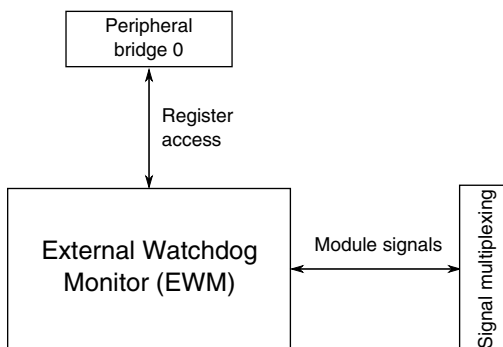 Peripheral
bridge 0
Register
access
External Watchdog
Monitor (EWM)
Module signals
Signal multiplexing